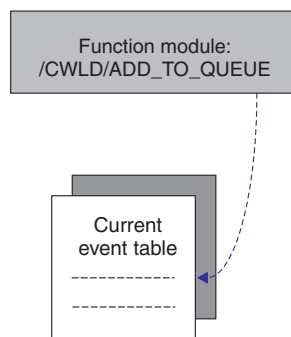 Function module:
/CWLD/ADD_TO_QUEUE
Current
event table